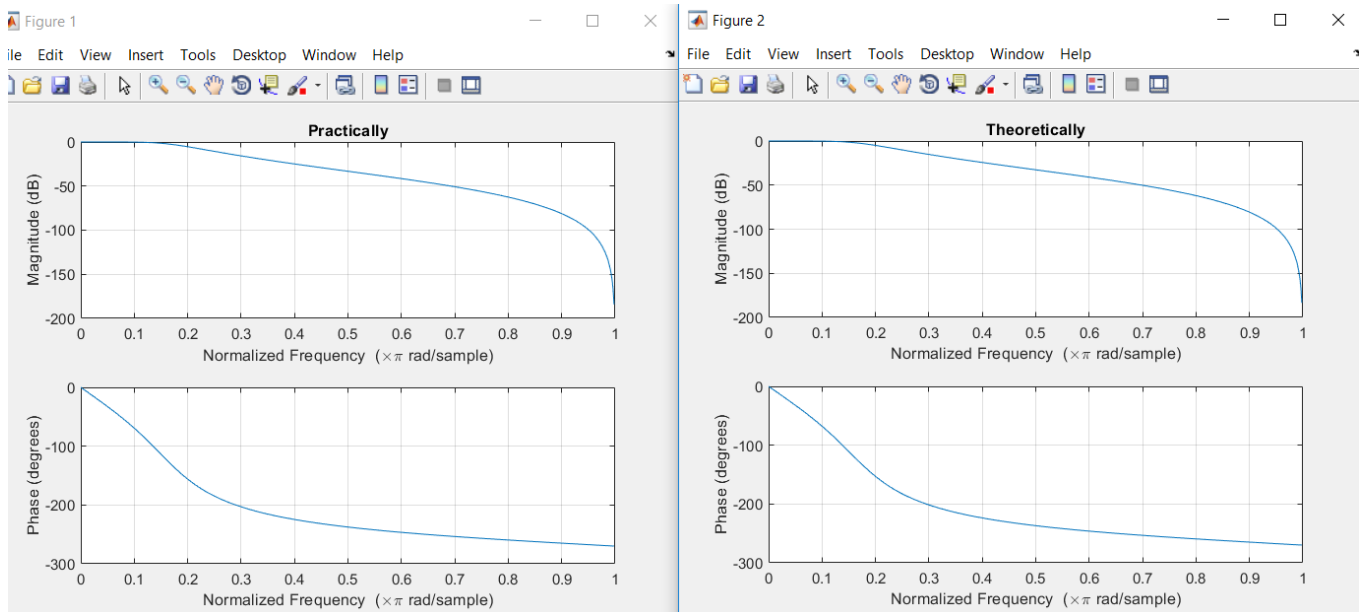 Figure 1
ile Edit View Insert Tools Desktop Window Help
Practically
Magnitude (dB)
0
-50
-100
-150
-200
0 0.1 0.2 0.3 0.4 0.5 0.6 0.7 0.8 0.9 1
Normalized Frequency (×π rad/sample)
Phase (degrees)
0
-100
-200
-300
0 0.1 0.2 0.3 0.4 0.5 0.6 0.7 0.8 0.9 1
Normalized Frequency (×π rad/sample)
Figure 2
File Edit View Insert Tools Desktop Window Help
Theoretically
Magnitude (dB)
0
-50
-100
-150
-200
0 0.1 0.2 0.3 0.4 0.5 0.6 0.7 0.8 0.9 1
Normalized Frequency (×π rad/sample)
Phase (degrees)
0
-100
-200
-300
0 0.1 0.2 0.3 0.4 0.5 0.6 0.7 0.8 0.9 1
Normalized Frequency (×π rad/sample)